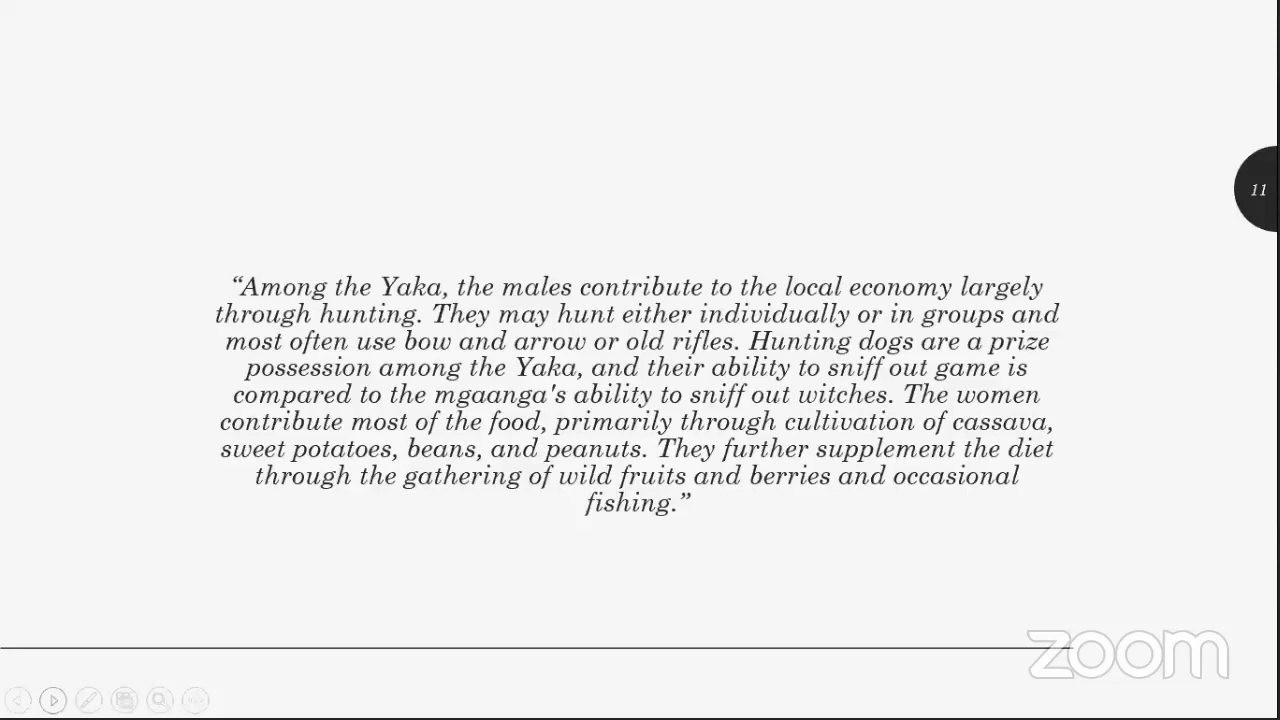 11
“Among the Yaka, the males contribute to the local economy largely
through hunting. They may hunt either individually or in groups and
most often use bow and arrow or old rifles. Hunting dogs are a prize
possession among the Yaka, and their ability to sniff out game is
compared to the mgaanga's ability to sniff out witches. The women
contribute most of the food, primarily through cultivation of cassava,
sweet potatoes, beans, and peanuts. They further supplement the diet
through the gathering of wild fruits and berries and occasional
fishing.”
zoom